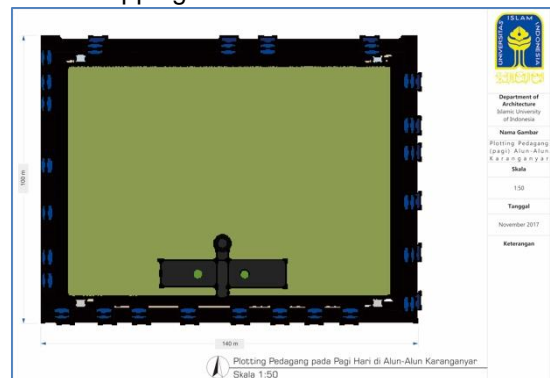 pping
UNIVERSITAS ISLAM INDONESIA
Department of
Architecture
Islamic University
of Indonesia
Nama Gambar
Plotting Pedagang
(pagi) Alun-Alun
Karanganyar
Skala
1:50
Tanggal
November 2017
Keterangan
100 m
140 m
Plotting Pedagang pada Pagi Hari di Alun-Alun Karanganyar
Skala 1:50